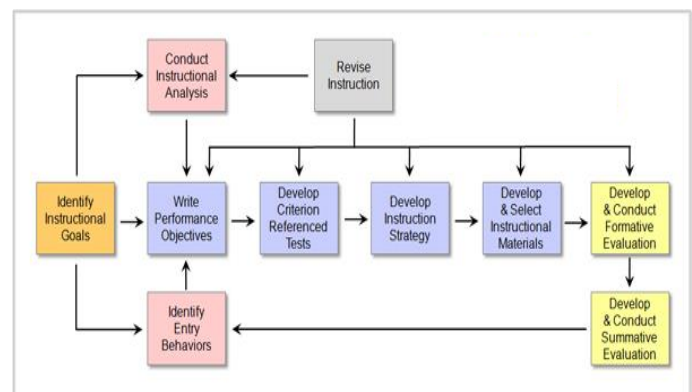 Conduct
Instructional
Analysis
Revise
Instruction
Identify
Instructional
Goals
Write
Performance
Objectives
Develop
Criterion
Referenced
Tests
Develop
Instruction
Strategy
Develop
& Select
Instructional
Materials
Develop
& Conduct
Formative
Evaluation
Identify
Entry
Behaviors
Develop
& Conduct
Summative
Evaluation